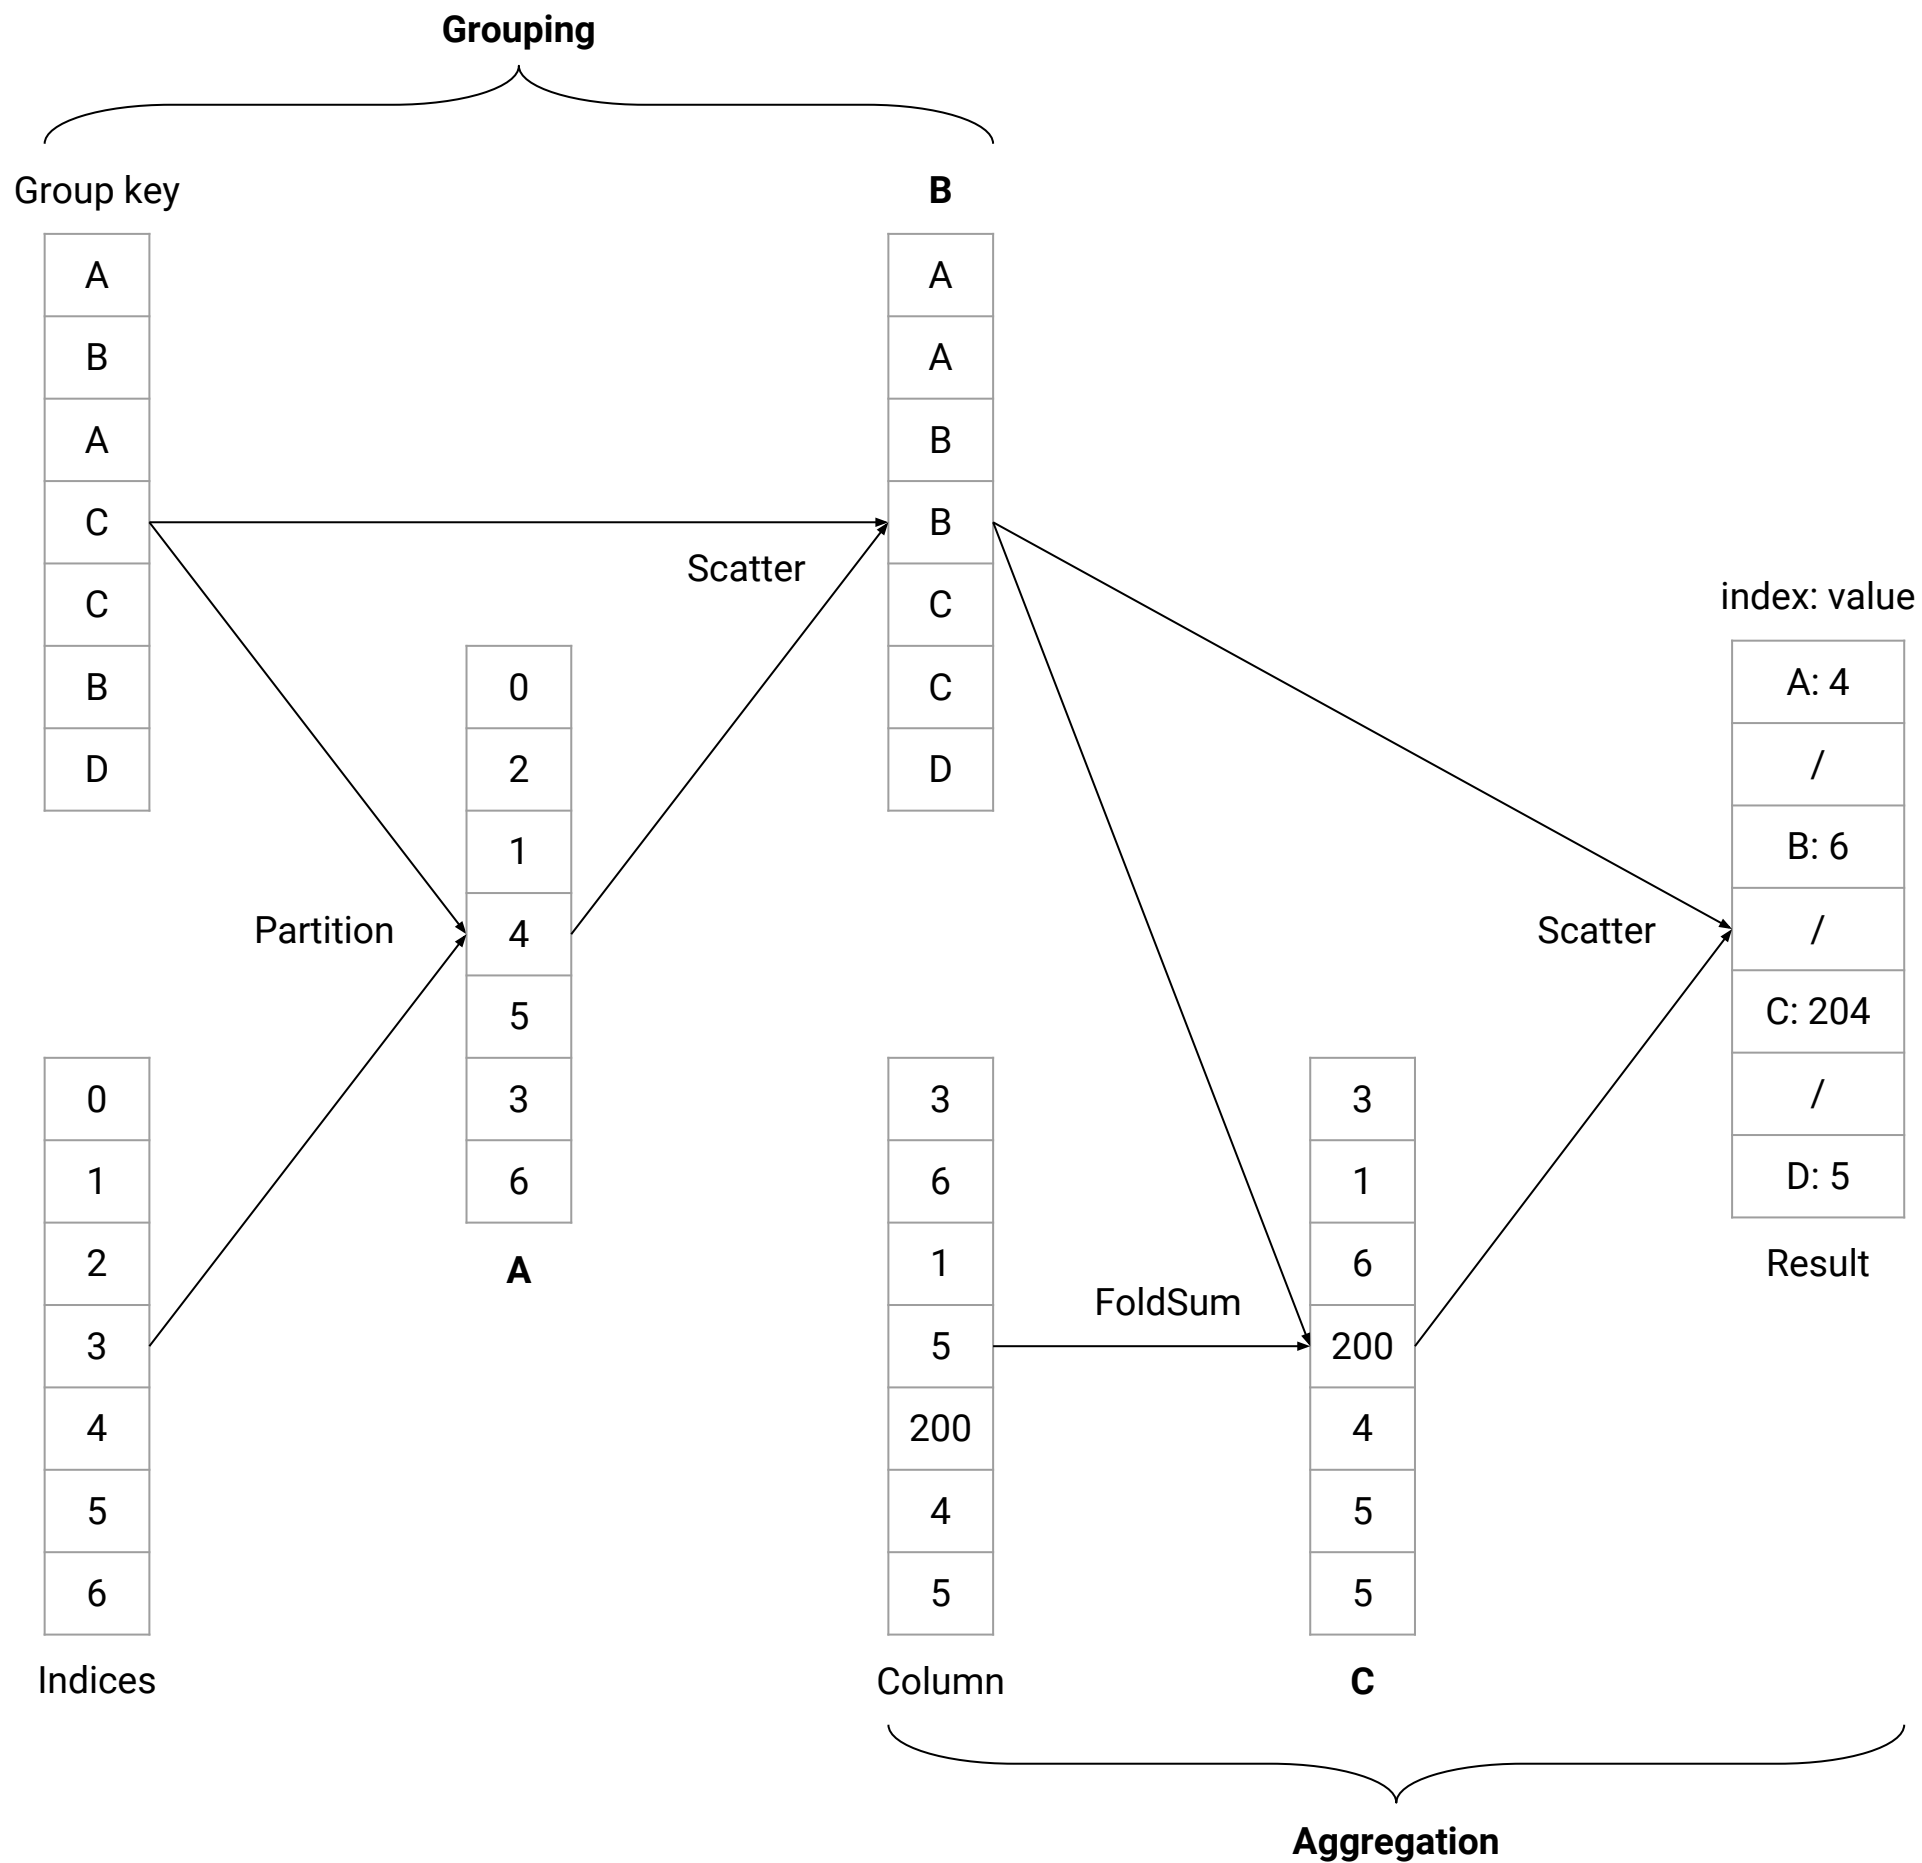 Grouping
Group key
A
B
A
C
C
B
D
Partition
0
1
2
3
4
5
6
Indices
0
2
1
4
5
3
6
A
Scatter
B
A
A
B
B
C
C
D
3
6
1
5
200
4
5
Column
FoldSum
3
1
6
200
4
5
5
C
Scatter
index: value
A: 4
/
B: 6
/
C: 204
/
D: 5
Result
Aggregation